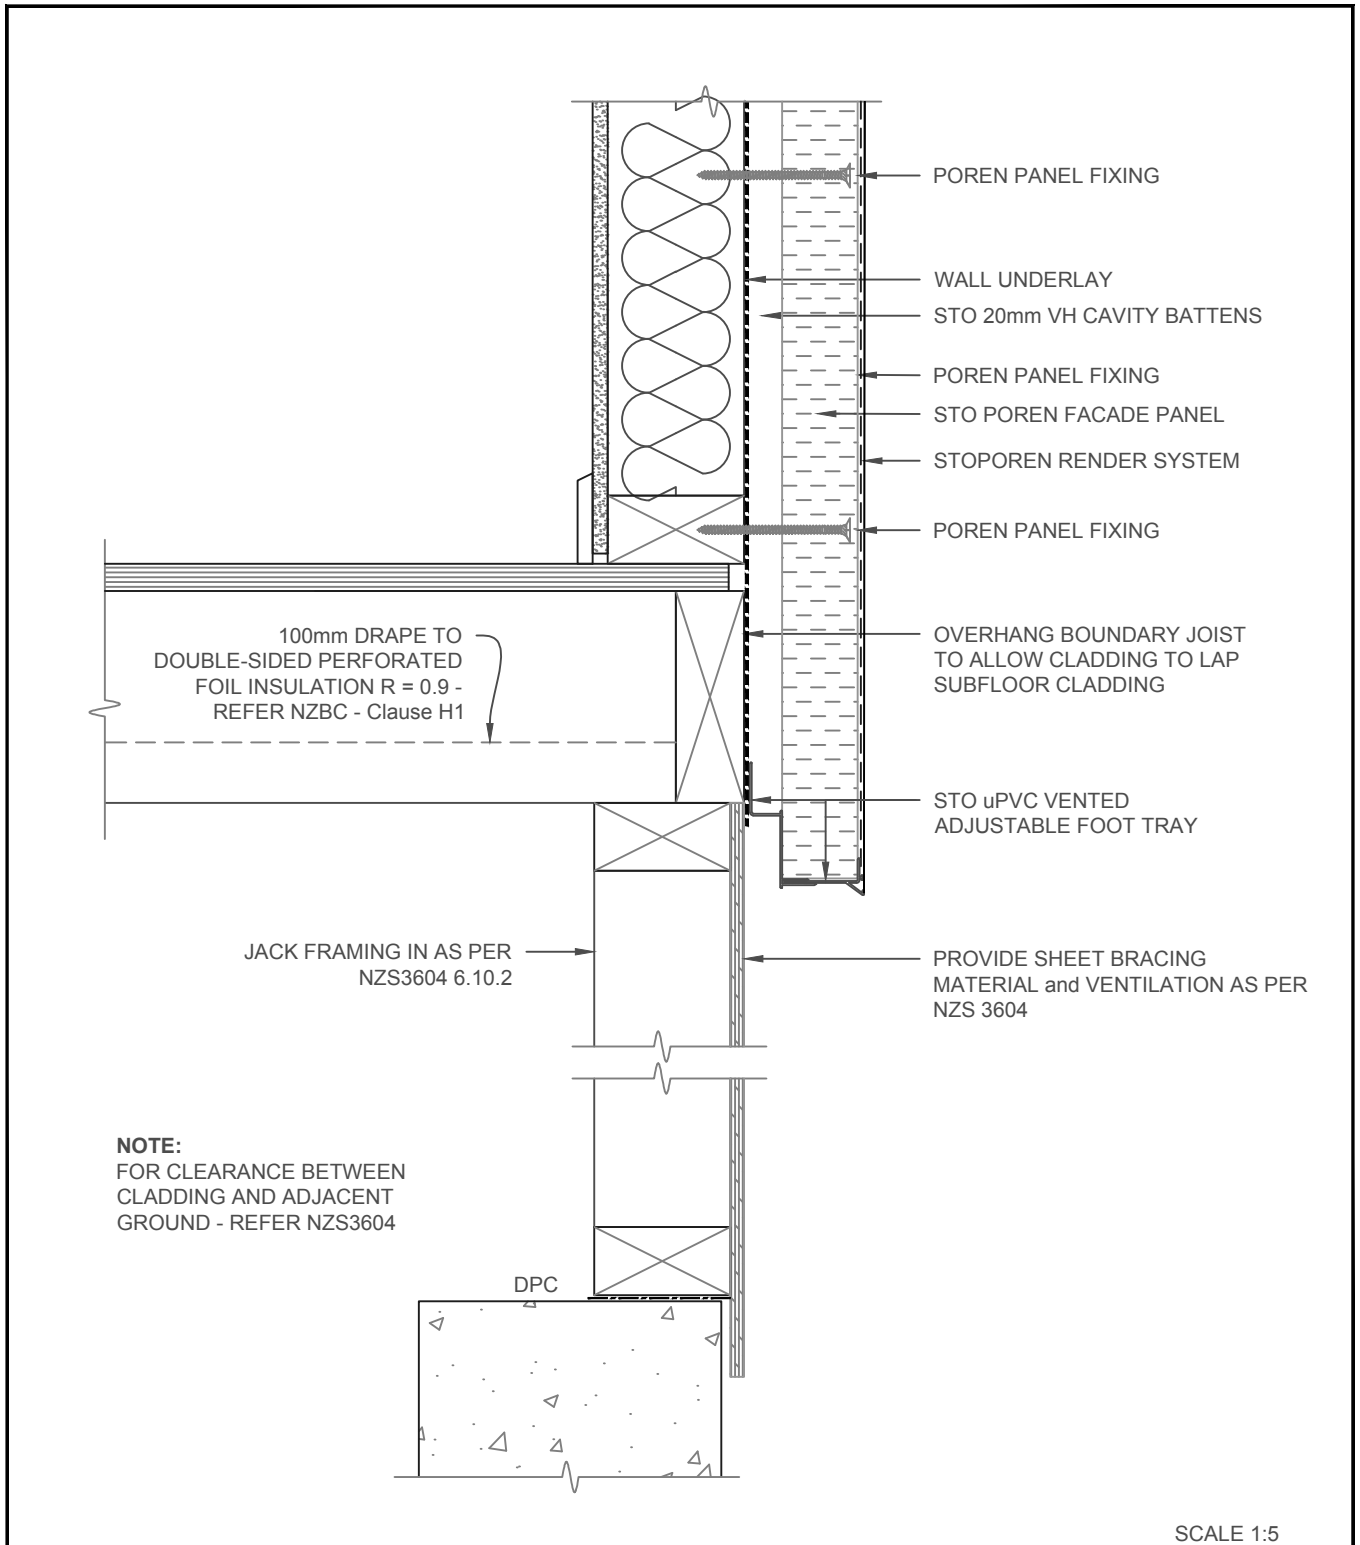 POREN PANEL FIXING
WALL UNDERLAY
STO 20mm VH CAVITY BATTENS
POREN PANEL FIXING
STO POREN FACADE PANEL
STOPOREN RENDER SYSTEM
POREN PANEL FIXING
100mm DRAPE TO
DOUBLE-SIDED PERFORATED
FOIL INSULATION R = 0.9 -
REFER NZBC - Clause H1
OVERHANG BOUNDARY JOIST
TO ALLOW CLADDING TO LAP
SUBFLOOR CLADDING
STO uPVC VENTED
ADJUSTABLE FOOT TRAY
JACK FRAMING IN AS PER
NZS3604 6.10.2
PROVIDE SHEET BRACING
MATERIAL and VENTILATION AS PER
NZS 3604
NOTE:
FOR CLEARANCE BETWEEN
CLADDING AND ADJACENT
GROUND - REFER NZS3604
DPC
SCALE 1:5